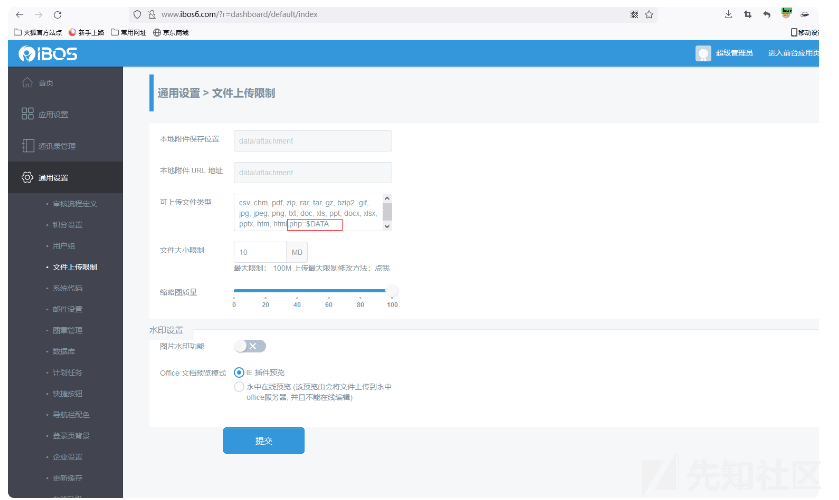 www.ibos6.com/?r=dashboard/default/index
火狐官方站点 新手上路 常用网址 京东商城 移动设
iBOS 超级管理员 进入前台应用页
首页
应用设置
通讯录管理
通用设置
审核流程定义
积分设置
用户组
文件上传限制
系统代码
邮件设置
图章管理
数据库
计划任务
快捷按钮
导航栏配色
登录页背景
企业设置
更新缓存
通用设置 > 文件上传限制
本地附件保存位置 data/attachment
本地附件 URL 地址 data/attachment
可上传文件类型
csv, chm, pdf, zip, rar, tar, gz, bzip2, gif,
jpg, jpeg, png, txt, doc, xls, ppt, docx, xlsx,
pptx, htm, html,php::$DATA
文件大小限制 10 MB
最大限制： 100M 上传最大限制修改方法：点我
缩略图质量
0 20 40 60 80 100
水印设置
图片水印功能
Office 文档预览模式 IE 插件预览
永中在线预览 (该预览由会将文件上传到永中
office服务器, 并且不能在线编辑)
提交
先知社区